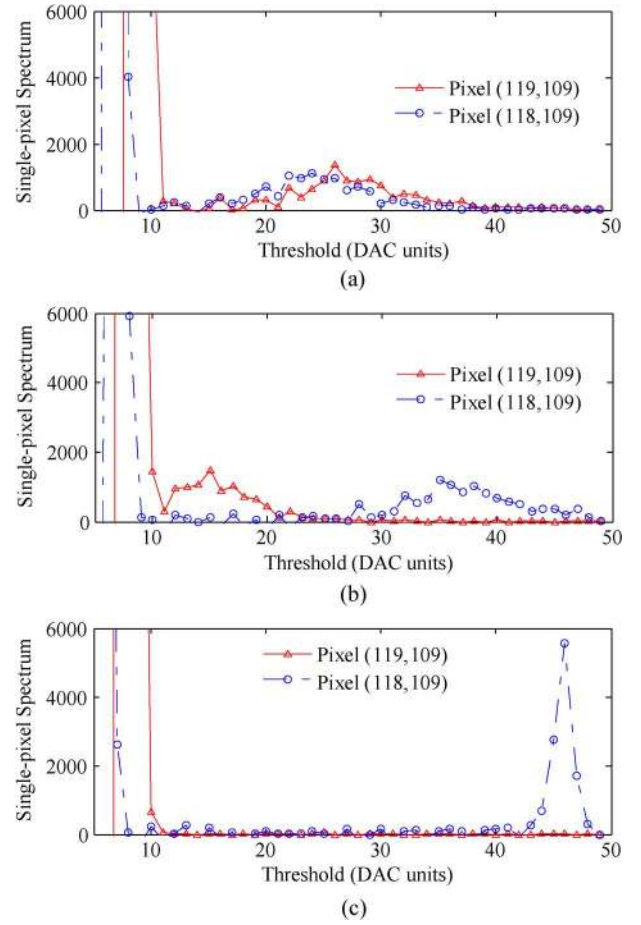 6000
4000
2000
0
Single-pixel Spectrum
Pixel (119,109)
Pixel (118,109)
10 20 30 40 50
Threshold (DAC units)
(a)
6000
4000
2000
0
Single-pixel Spectrum
Pixel (119,109)
Pixel (118,109)
10 20 30 40 50
Threshold (DAC units)
(b)
6000
4000
2000
0
Single-pixel Spectrum
Pixel (119,109)
Pixel (118,109)
10 20 30 40 50
Threshold (DAC units)
(c)